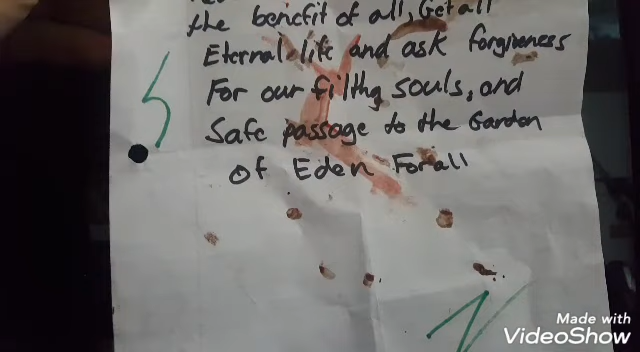 the benefit of all, Get all
Eternal life and ask forgiveness
For our filthy souls, and
Safe passage to the Garden
of Eden For all
Made with
VideoShow